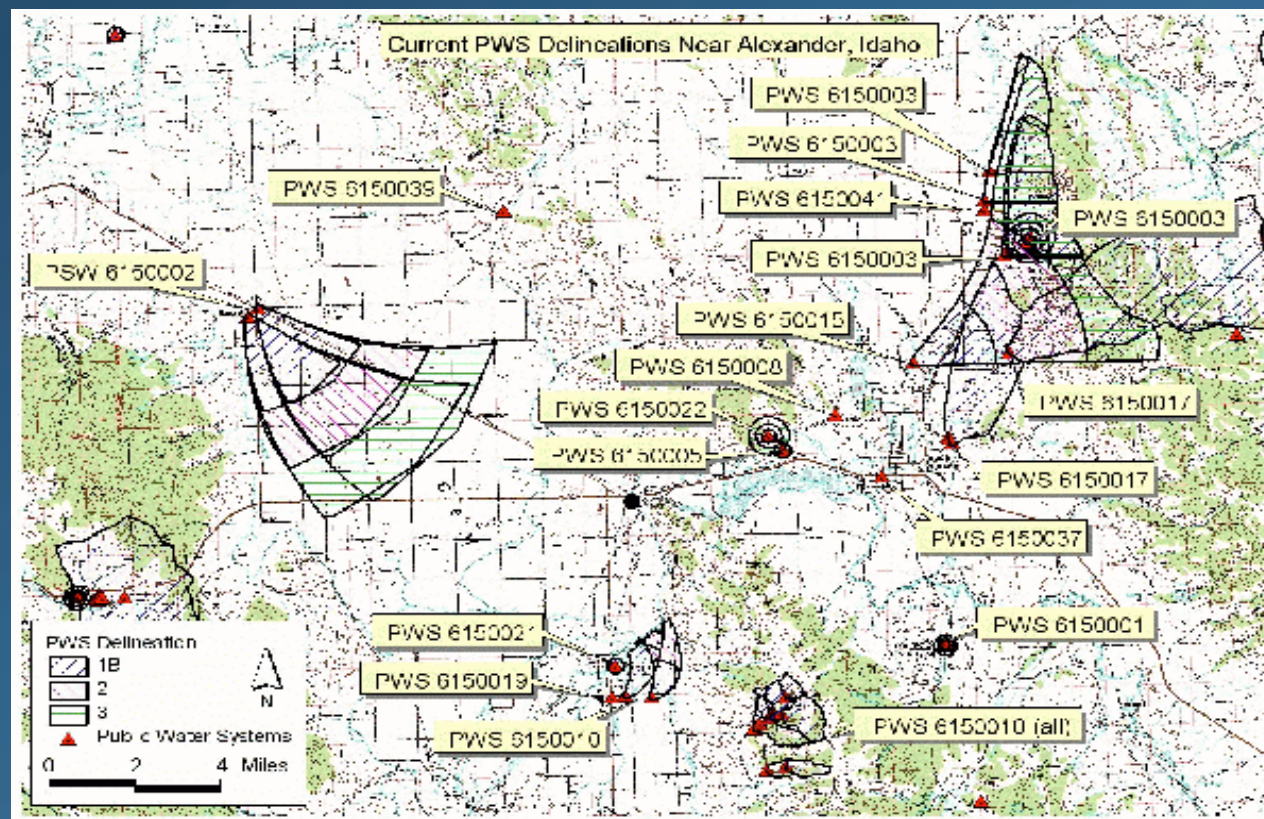 Current PWS Delineations Near Alexander, Idaho
PWS 6150003
PWS 6150003
PWS 6150039
PWS 6150041
PWS 6150003
PWS 6150003
PSW 6150002
PWS 6150015
PWS 6150008
PWS 6150022
PWS 6150017
PWS 6150005
PWS 6150017
PWS 6150037
PWS 6150021
PWS 6150001
PWS 6150019
PWS 6150010
PWS 6150010 (all)
PWS Delineation
1B
2
3
N
Public Water Systems
0 2 4 Miles